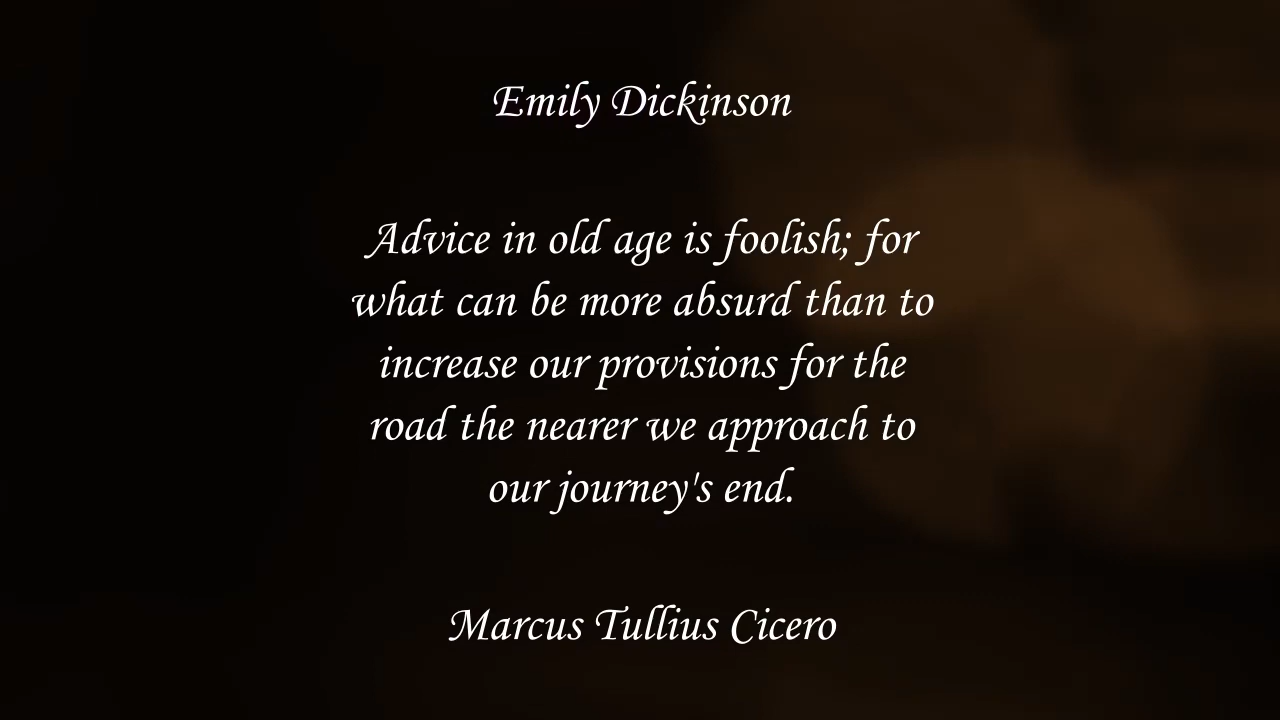 Emily Dickinson
Advice in old age is foolish; for
what can be more absurd than to
increase our provisions for the
road the nearer we approach to
our journey's end.
Marcus Tullius Cicero